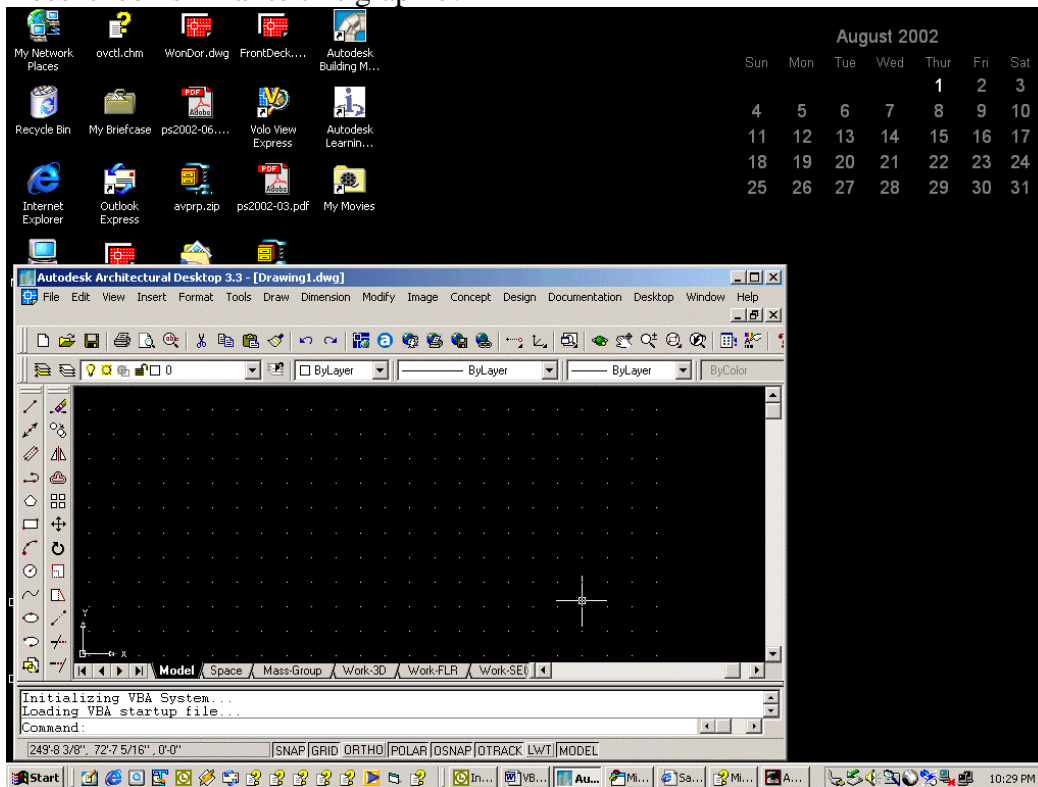 August 2002
My Network Places
ovctl.chm
WonDor.dwg
FrontDeck....
Autodesk Building M...
Sun Mon Tue Wed Thur Fri Sat
1 2 3
4 5 6 7 8 9 10
11 12 13 14 15 16 17
18 19 20 21 22 23 24
25 26 27 28 29 30 31
Recycle Bin
My Briefcase
PDF
Adobe
ps2002-06....
Volo View Express
Autodesk Learnin...
Internet Explorer
Outlook Express
avprp.zip
PDF
Adobe
ps2002-03.pdf
My Movies
Autodesk Architectural Desktop 3.3 - [Drawing1.dwg]
File Edit View Insert Format Tools Draw Dimension Modify Image Concept Design Documentation Desktop Window Help
0 ByLayer ByLayer ByLayer ByColor
Y
X
Model Space Mass-Group Work-3D Work-FLR Work-SE
Initializing VBA System...
Loading VBA startup file...
Command:
249'-8 3/8", 72'-7 5/16" , 0'-0" SNAP GRID ORTHO POLAR OSNAP OTRACK LWT MODEL
Start In... VB... Au... Mi... Sa... Mi... A... 10:29 PM